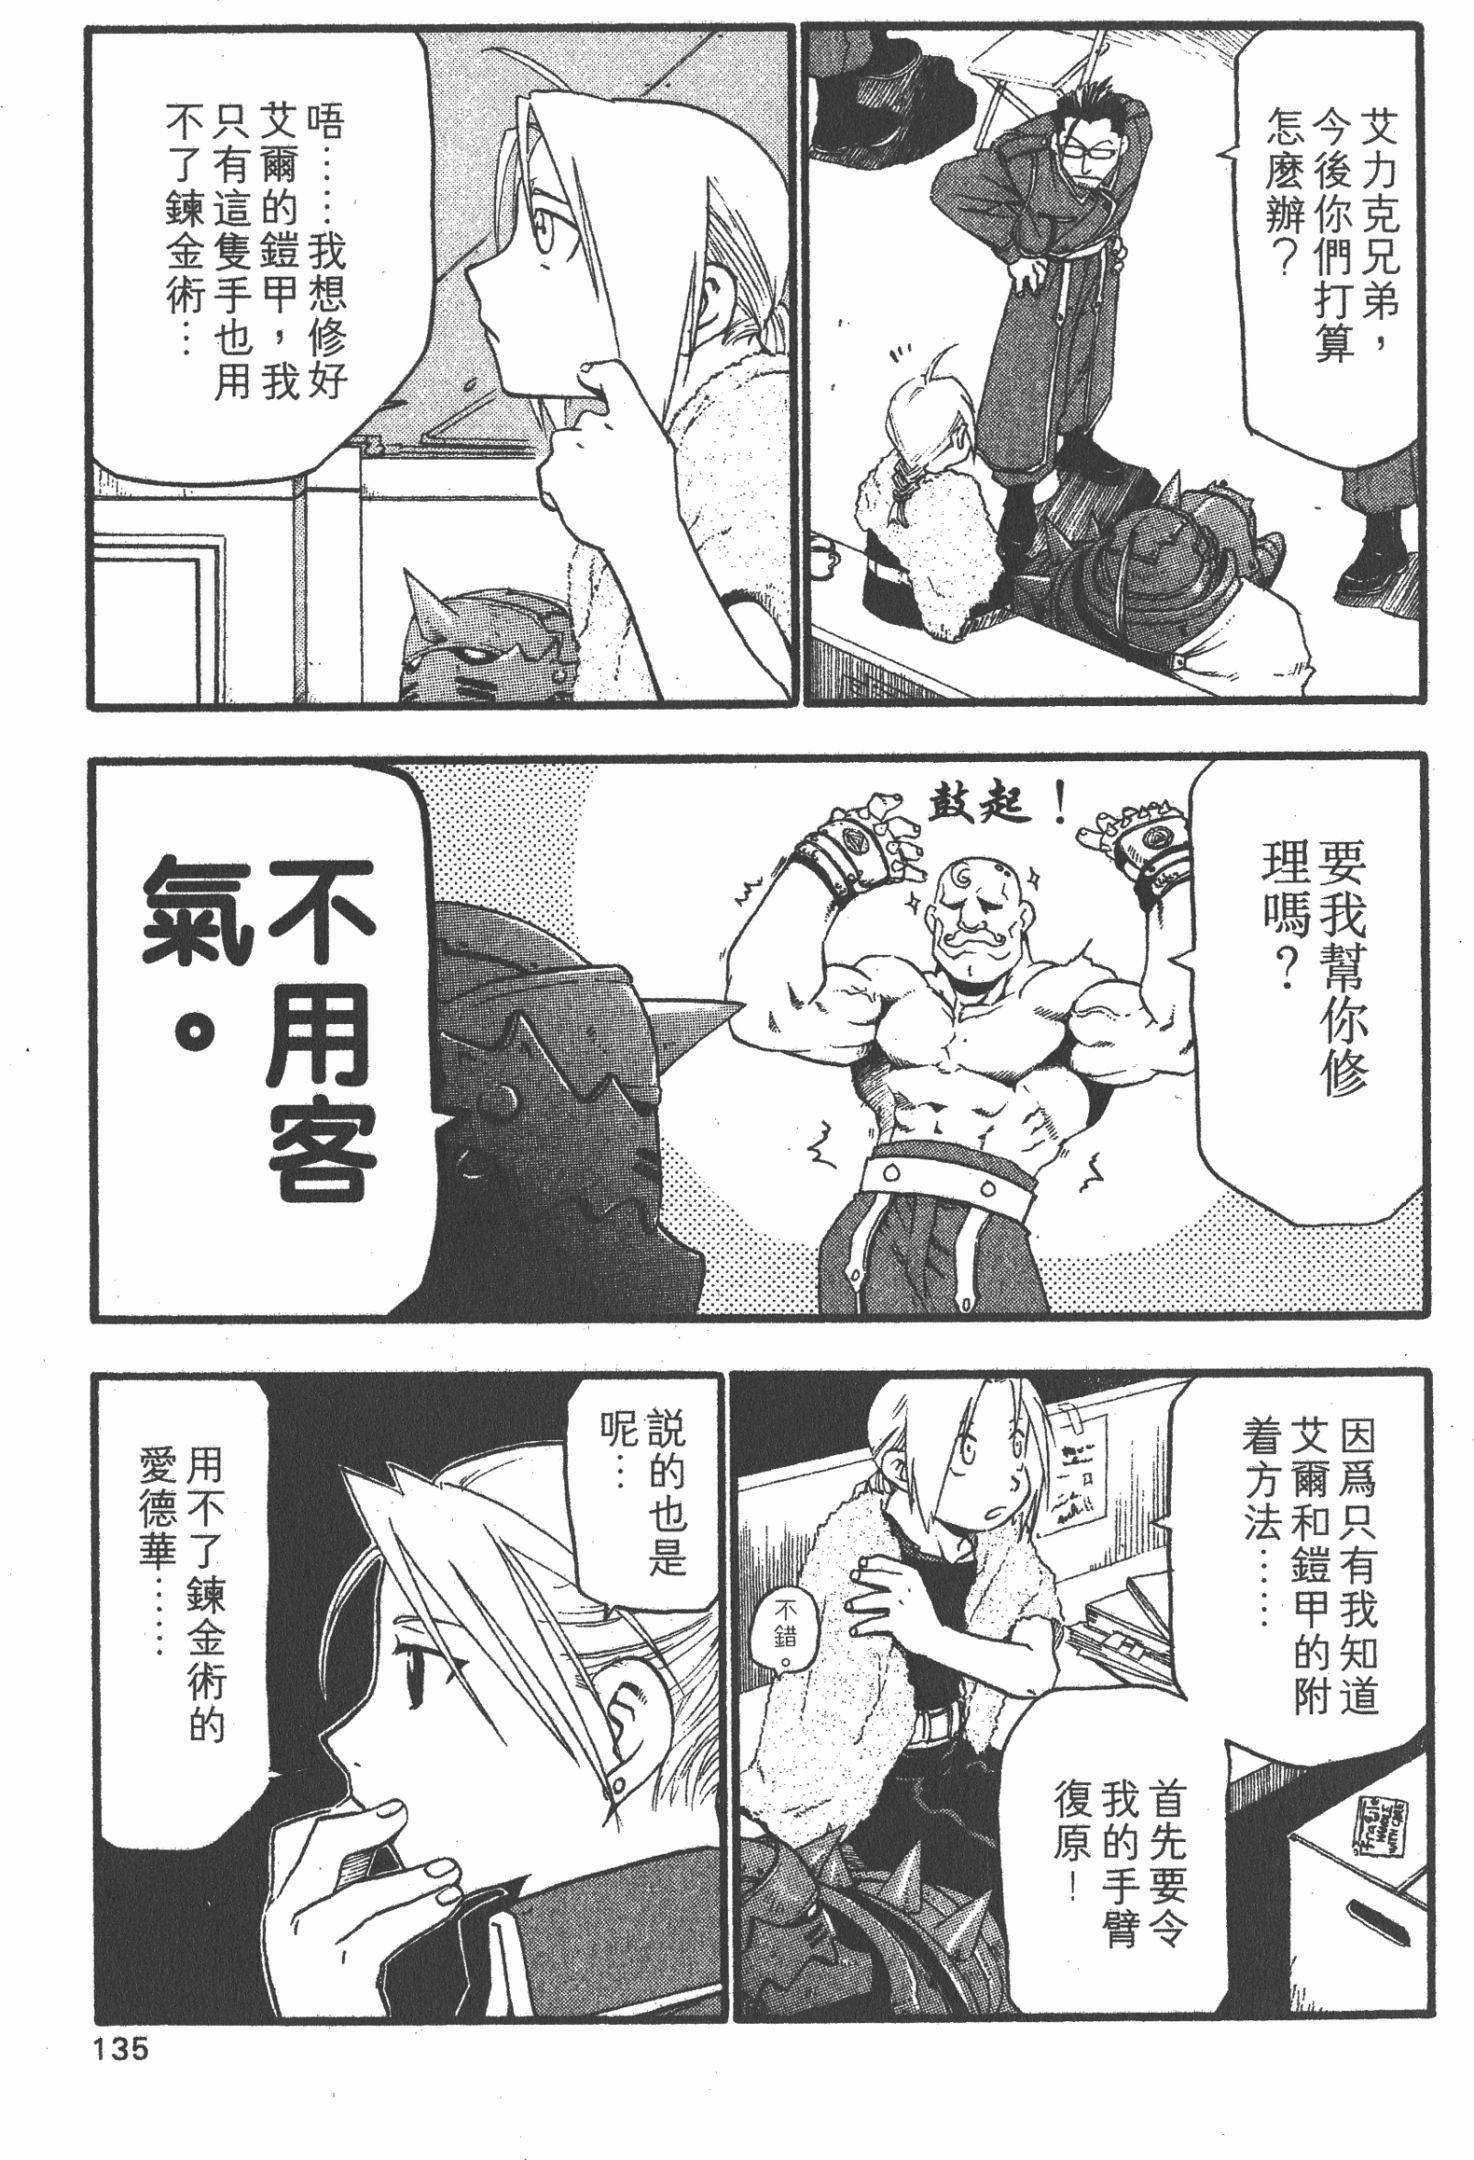 艾力克兄弟，
今後你們打算
怎麼辦？
唔……我想修好
艾爾的鎧甲，我
只有這隻手也用
不了鍊金術…
要我幫你修
理嗎？
鼓起！
不用客
氣。
因爲只有我知道
艾爾和鎧甲的附
着方法……
首先要令
我的手臂
復原！
不錯。
Fragile
HANDLE
WITH CARE
說的也是
呢…
用不了鍊金術的
愛德華……
135